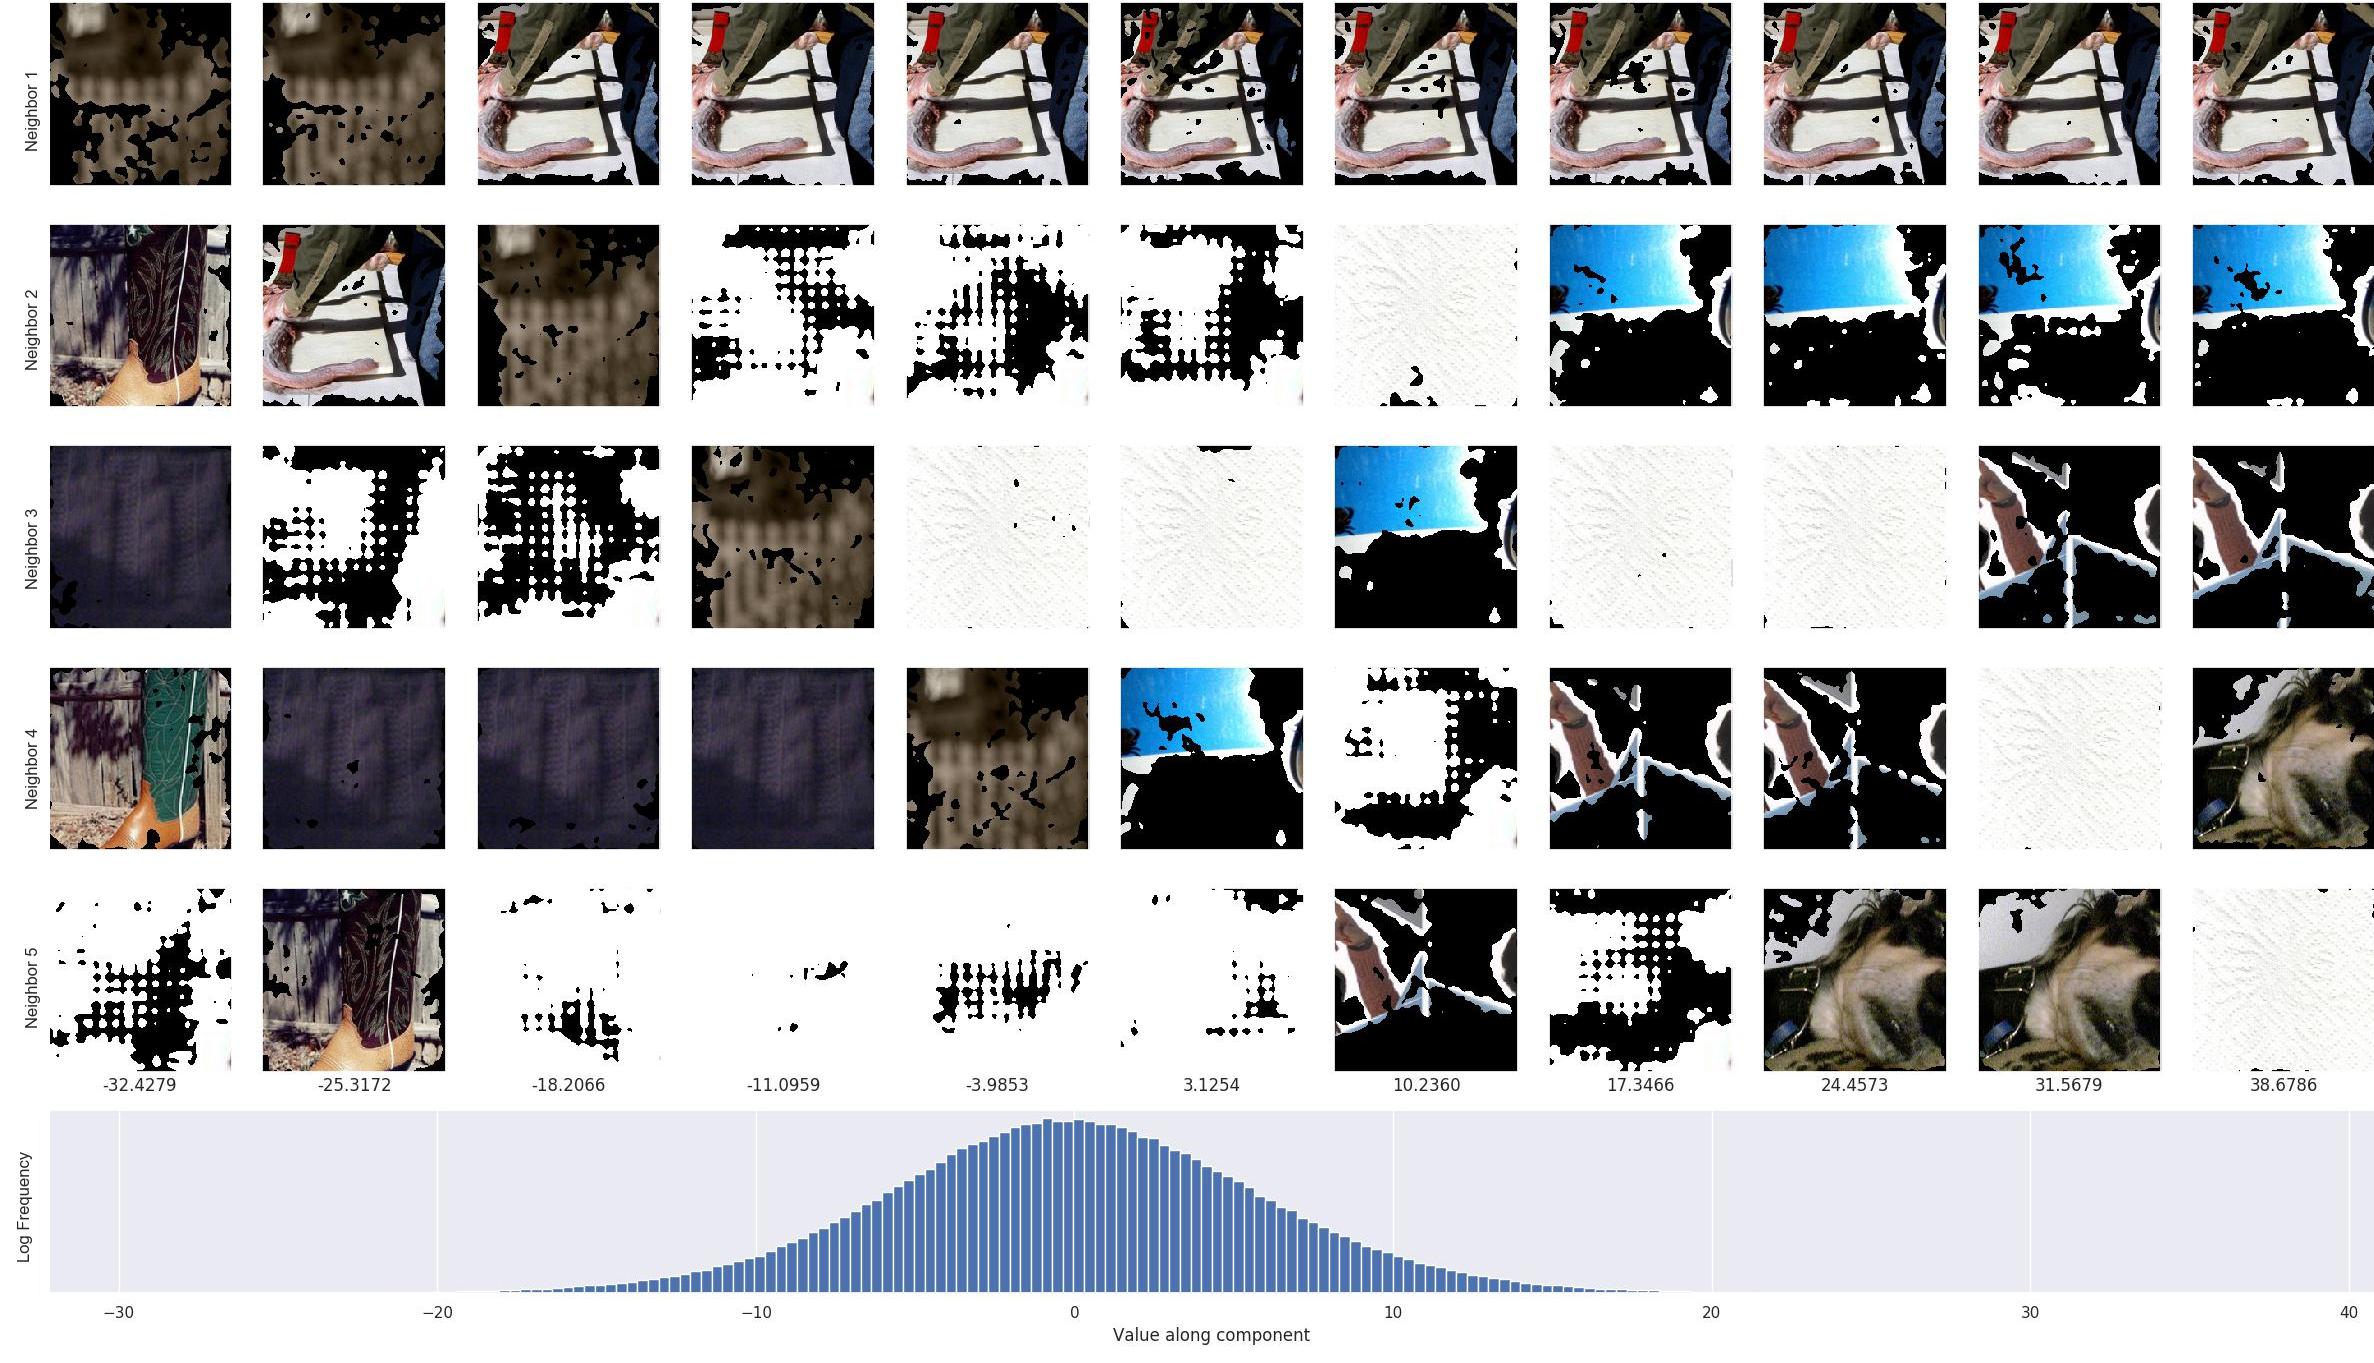 Neighbor 1
Neighbor 2
Neighbor 3
Neighbor 4
Neighbor 5
-32.4279 -25.3172 -18.2066 -11.0959 -3.9853 3.1254 10.2360 17.3466 24.4573 31.5679 38.6786
Log Frequency
−30 −20 −10 0 10 20 30 40
Value along component